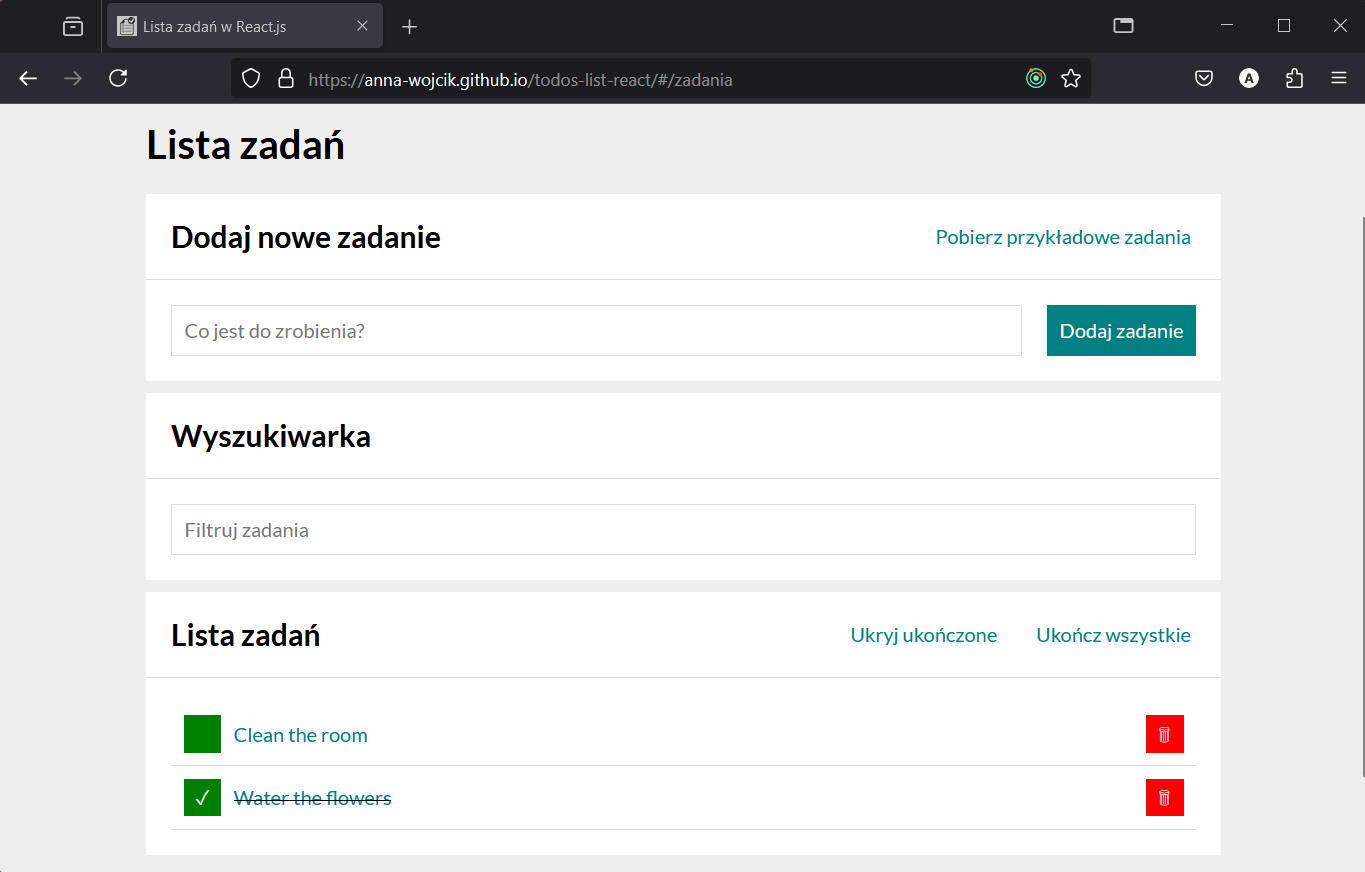 Lista zadań w React.js
https://anna-wojcik.github.io/todos-list-react/#/zadania
A
Lista zadań
Dodaj nowe zadanie
Pobierz przykładowe zadania
Co jest do zrobienia?
Dodaj zadanie
Wyszukiwarka
Filtruj zadania
Lista zadań
Ukryj ukończone
Ukończ wszystkie
Clean the room
Water the flowers